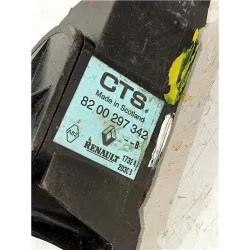 CTS.
Made in Scotland
82 00 297 342
- B
RENAULT